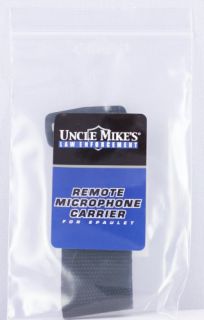 UNCLE MIKE'S®
LAW ENFORCEMENT
REMOTE
MICROPHONE
CARRIER
FOR EPAULET